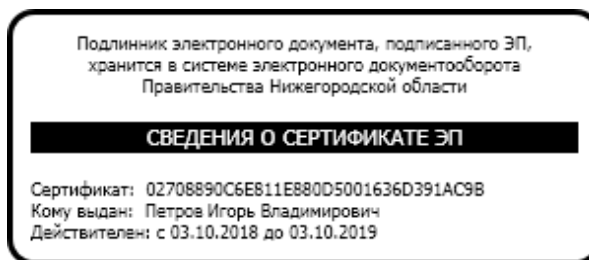 Подлинник электронного документа, подписанного ЭП,
хранится в системе электронного документооборота
Правительства Нижегородской области
СВЕДЕНИЯ О СЕРТИФИКАТЕ ЭП
Сертификат: 02708890C6E811E880D5001636D391AC9B
Кому выдан: Петров Игорь Владимирович
Действителен: с 03.10.2018 до 03.10.2019